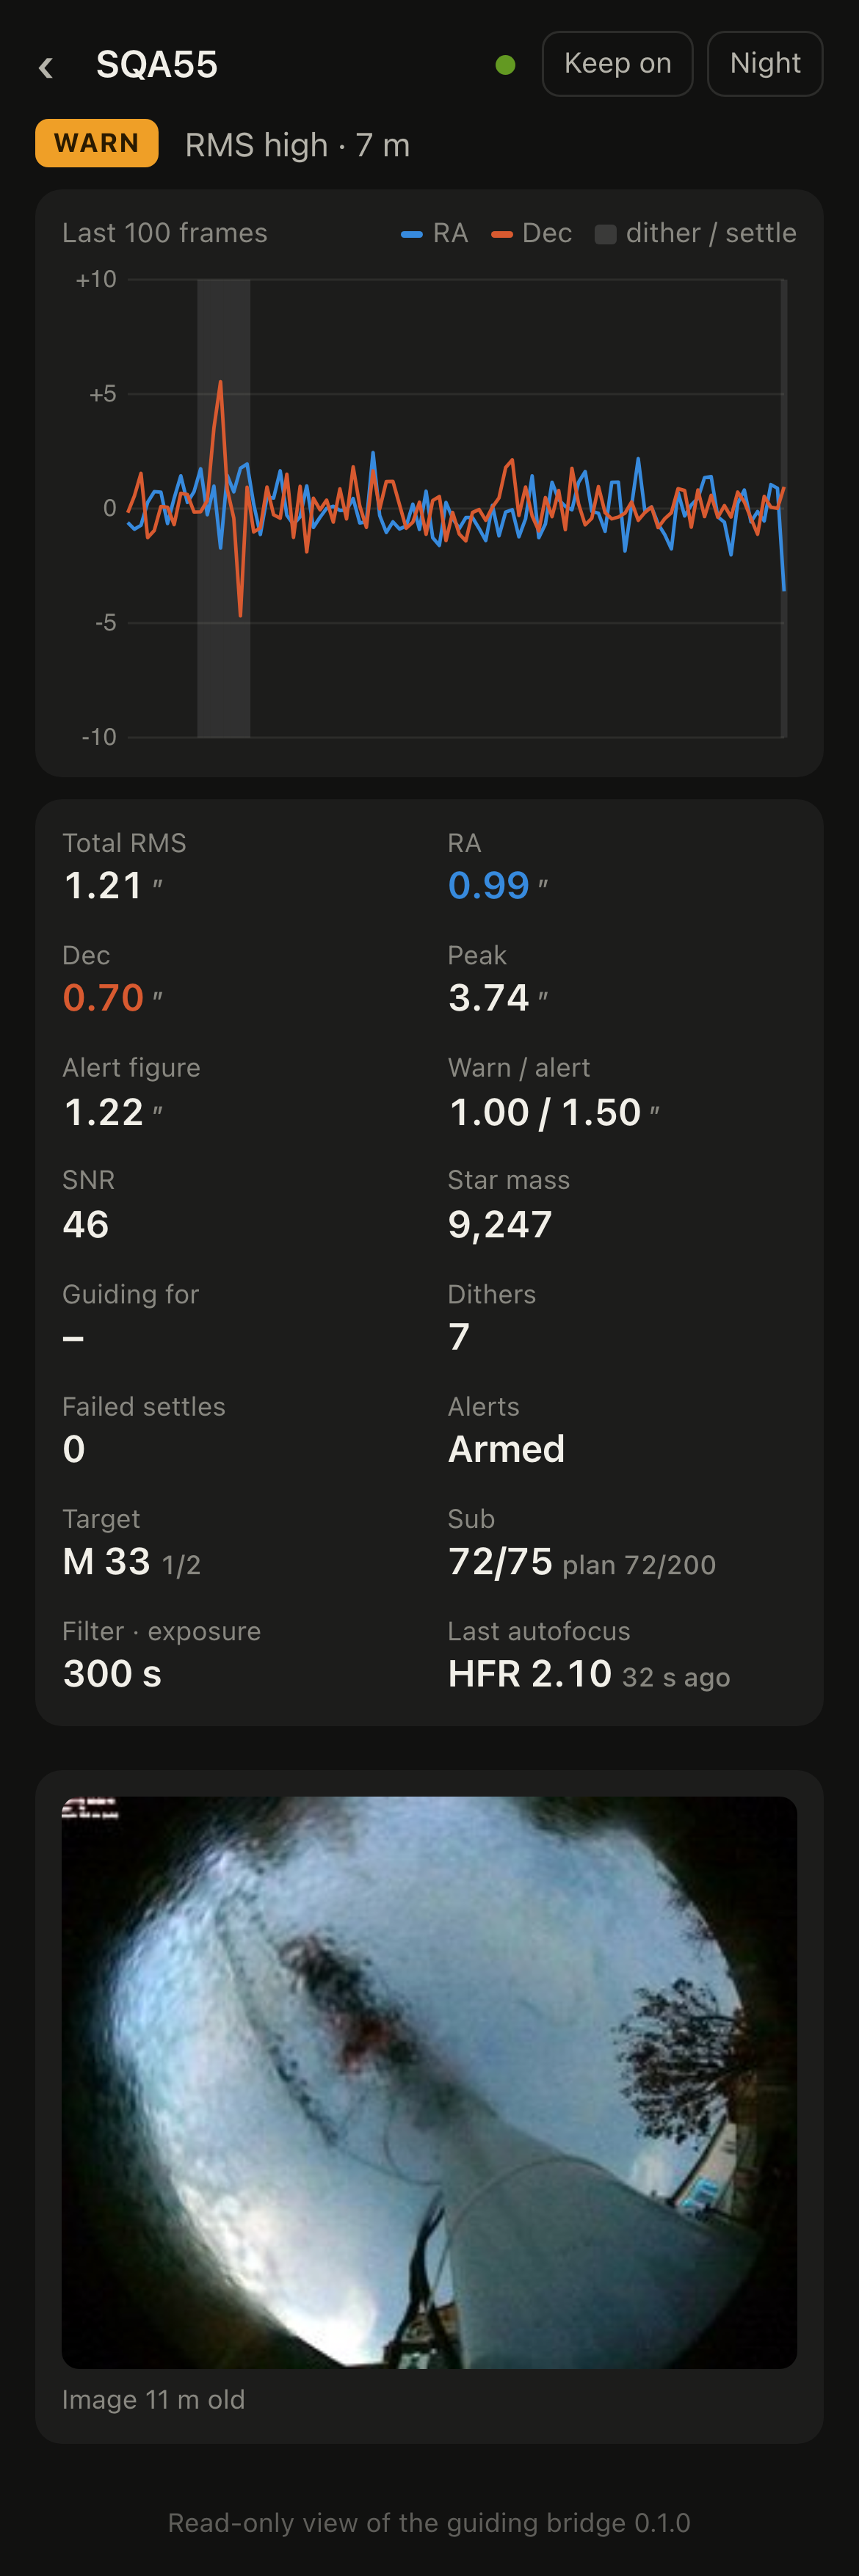 ‹ SQA55 Keep on Night
WARN RMS high · 7 m
Last 100 frames RA Dec dither / settle
+10
+5
0
-5
-10
Total RMS RA
1.21 ″ 0.99 ″
Dec Peak
0.70 ″ 3.74 ″
Alert figure Warn / alert
1.22 ″ 1.00 / 1.50 ″
SNR Star mass
46 9,247
Guiding for Dithers
– 7
Failed settles Alerts
0 Armed
Target Sub
M 33 1/2 72/75 plan 72/200
Filter · exposure Last autofocus
300 s HFR 2.10 32 s ago
Image 11 m old
Read-only view of the guiding bridge 0.1.0